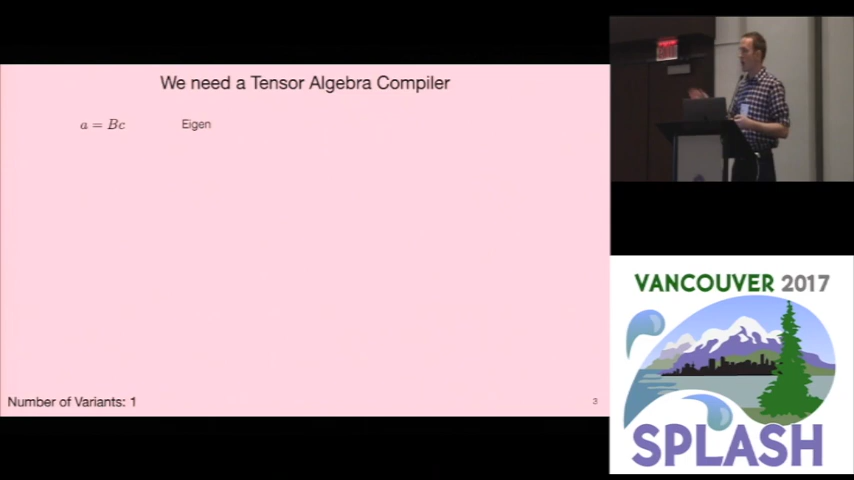 We need a Tensor Algebra Compiler
a = Bc Eigen
Number of Variants: 1
3
VANCOUVER 2017
SPLASH